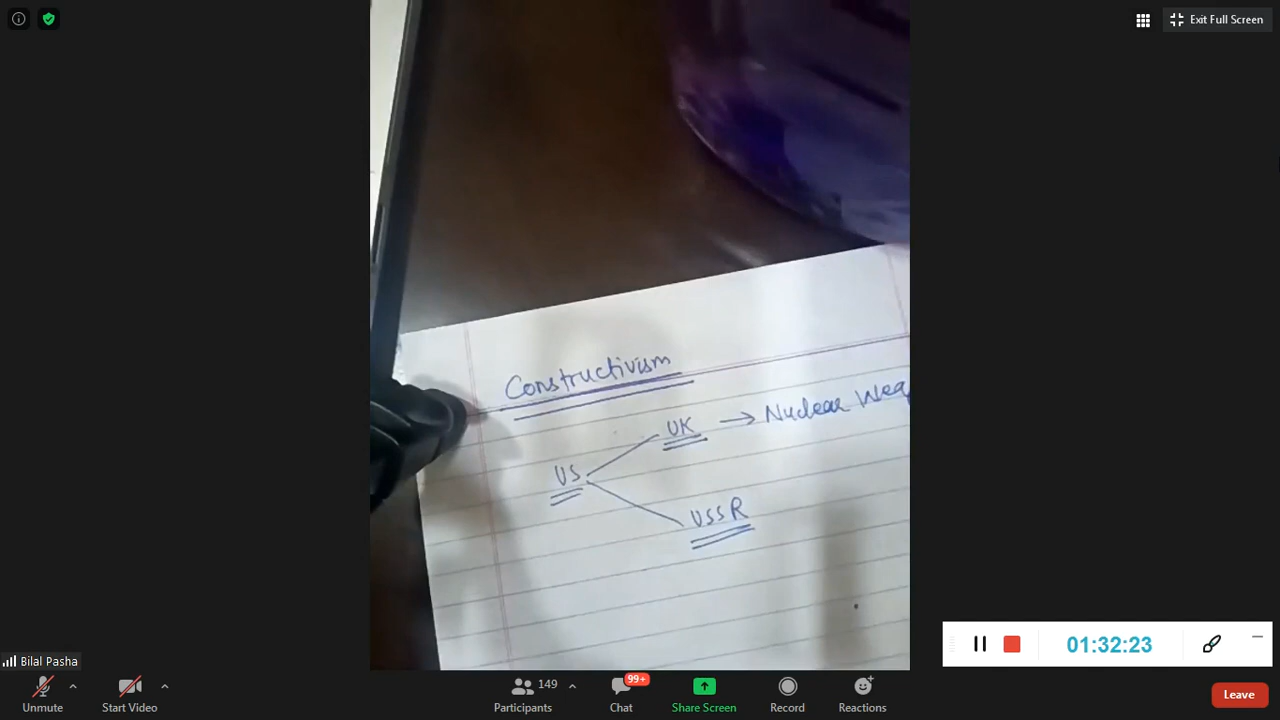 Exit Full Screen
Constructivism
UK → Nuclear
US
USSR
Bilal Pasha
01:32:23
Unmute
Start Video
149
Participants
99+
Chat
Share Screen
Record
Reactions
Leave